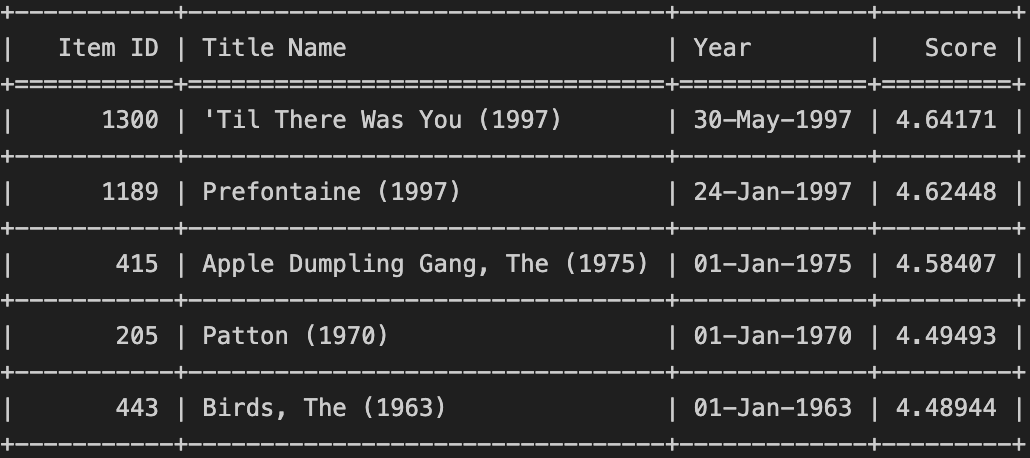 +-----------+---------------------------------+-------------+---------+
|   Item ID | Title Name                      | Year        |   Score |
+===========+=================================+=============+=========+
|      1300 | 'Til There Was You (1997)       | 30-May-1997 | 4.64171 |
+-----------+---------------------------------+-------------+---------+
|      1189 | Prefontaine (1997)              | 24-Jan-1997 | 4.62448 |
+-----------+---------------------------------+-------------+---------+
|       415 | Apple Dumpling Gang, The (1975) | 01-Jan-1975 | 4.58407 |
+-----------+---------------------------------+-------------+---------+
|       205 | Patton (1970)                   | 01-Jan-1970 | 4.49493 |
+-----------+---------------------------------+-------------+---------+
|       443 | Birds, The (1963)               | 01-Jan-1963 | 4.48944 |
+-----------+---------------------------------+-------------+---------+